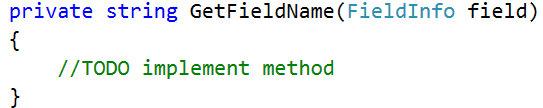 private string GetFieldName(FieldInfo field)
{
    //TODO implement method
}